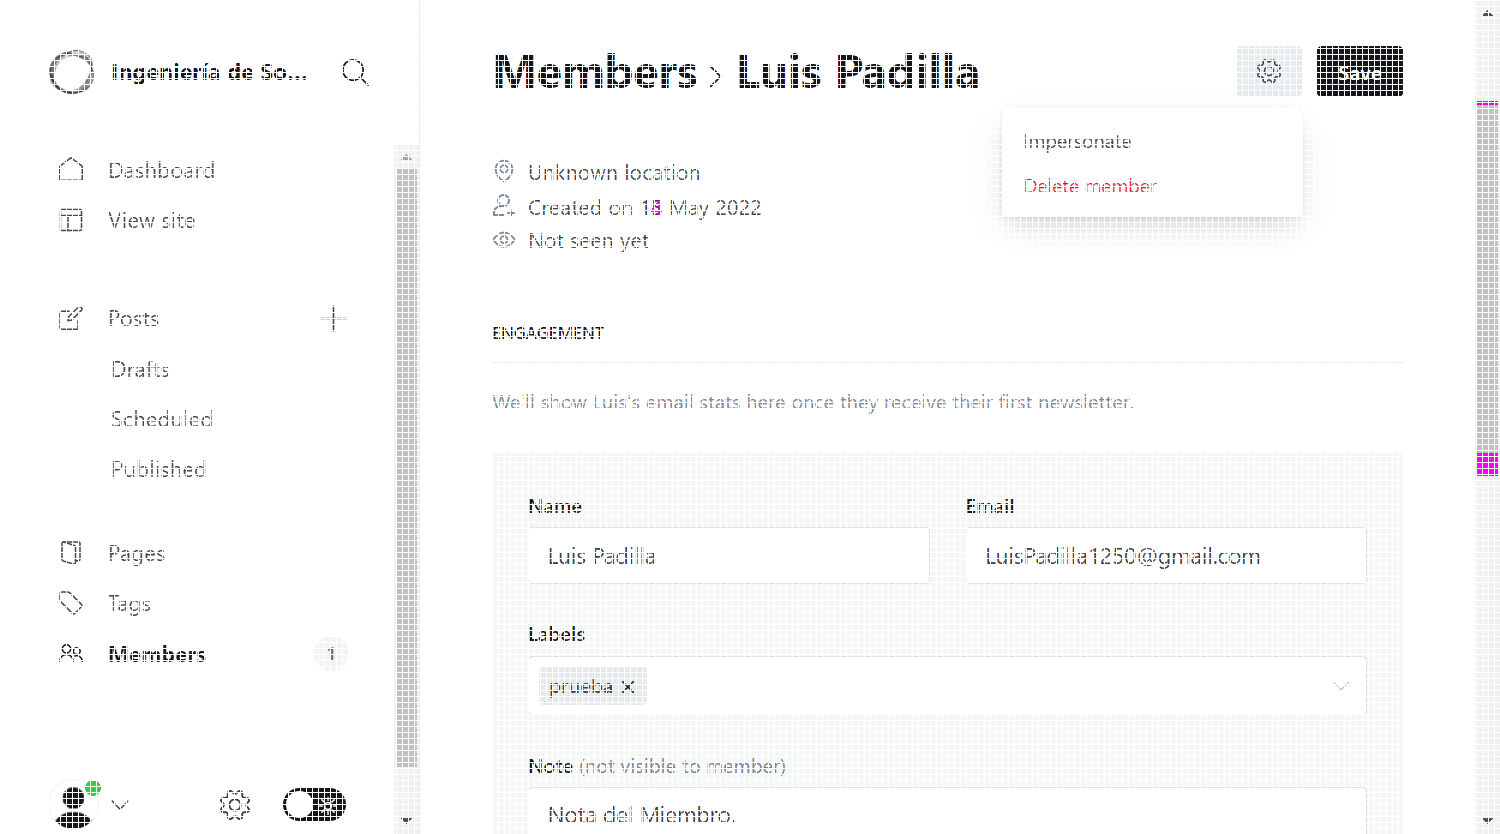 Ingeniería de So...
Dashboard
View site
Posts
Drafts
Scheduled
Published
Pages
Tags
Members 1
Members › Luis Padilla
Save
Impersonate
Delete member
Unknown location
Created on May 2022
Not seen yet
ENGAGEMENT
We'll show Luis's email stats here once they receive their first newsletter.
Name
Luis Padilla
Email
LuisPadilla1250@gmail.com
Labels
prueba ×
Note (not visible to member)
Nota del Miembro.